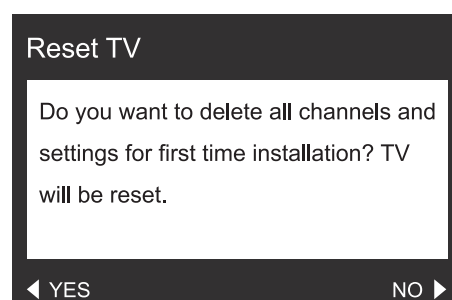 Reset TV
Do you want to delete all channels and
settings for first time installation? TV
will be reset.
YES NO